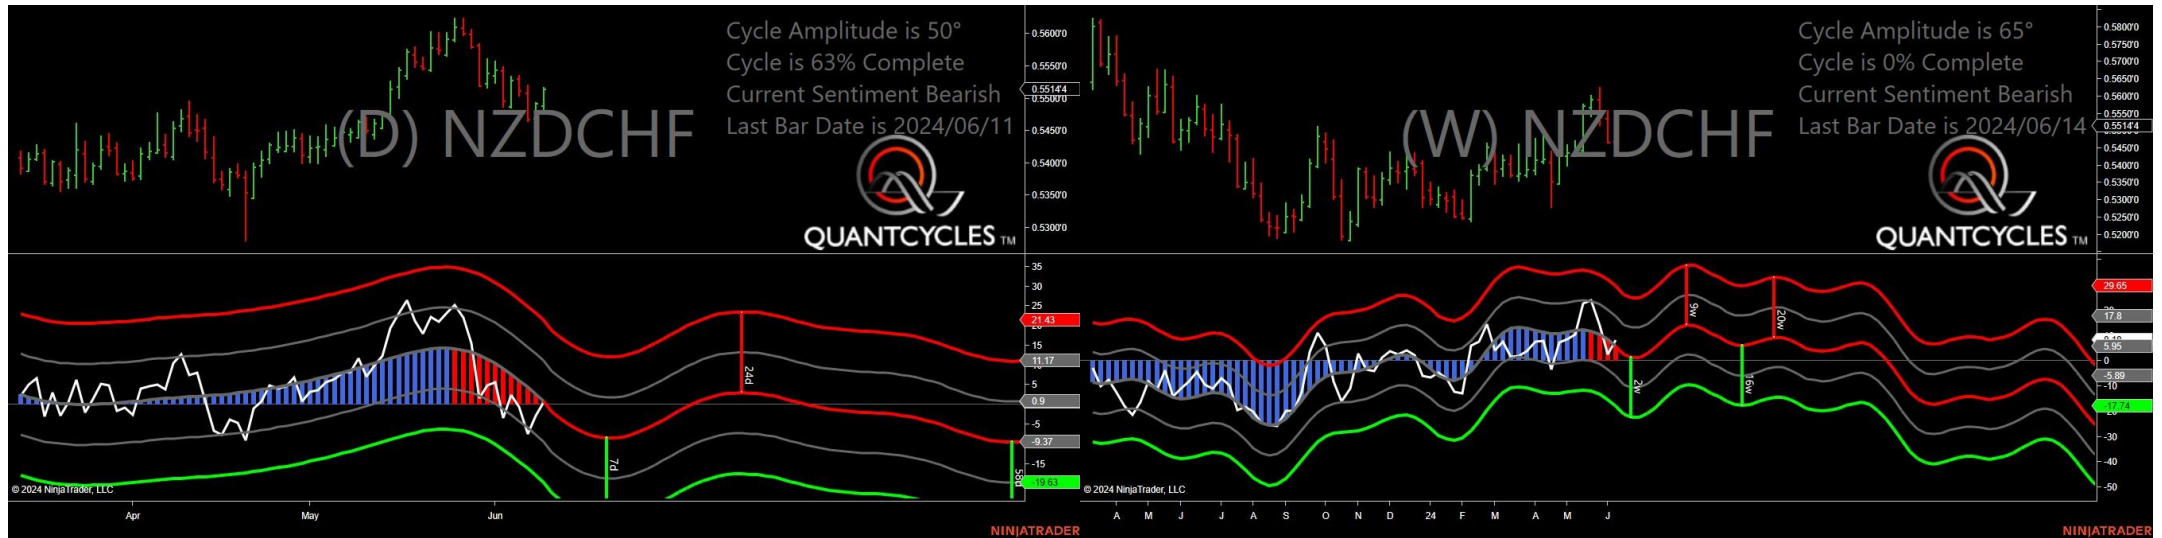 Cycle Amplitude is 50°
Cycle is 63% Complete
Current Sentiment Bearish
Last Bar Date is 2024/06/11
(D) NZDCHF
QUANTCYCLES TM
0.5600'0
0.5550'0
0.5514'4
0.5500'0
0.5450'0
0.5400'0
0.5350'0
0.5300'0
35
30
25
21.43
15
11.17
5
0.9
-5
-9.37
-15
-19.63
24d
7d
58d
© 2024 NinjaTrader, LLC
Apr May Jun
NINJATRADER
Cycle Amplitude is 65°
Cycle is 0% Complete
Current Sentiment Bearish
Last Bar Date is 2024/06/14
(W) NZDCHF
QUANTCYCLES TM
0.5800'0
0.5750'0
0.5700'0
0.5650'0
0.5600'0
0.5550'0
0.5514'4
0.5450'0
0.5400'0
0.5350'0
0.5300'0
0.5250'0
0.5200'0
29.65
17.8
5.95
0
-5.89
-10
-17.74
-30
-40
-50
9w
20w
2w
16w
© 2024 NinjaTrader, LLC
A M J J A S O N D 24 F M A M J
NINJATRADER